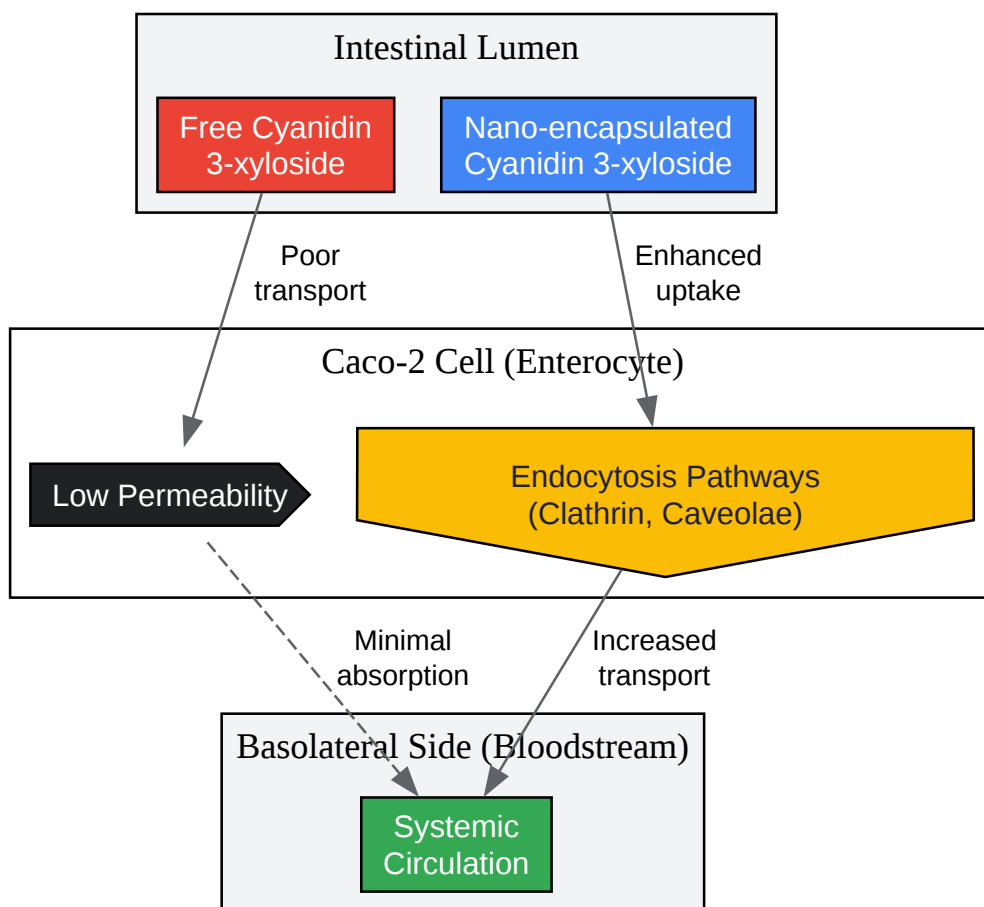 Intestinal Lumen
Free Cyanidin
3-xyloside
Nano-encapsulated
Cyanidin 3-xyloside
Poor
transport
Enhanced
uptake
Caco-2 Cell (Enterocyte)
Low Permeability
Endocytosis Pathways
(Clathrin, Caveolae)
Minimal
absorption
Increased
transport
Basolateral Side (Bloodstream)
Systemic
Circulation